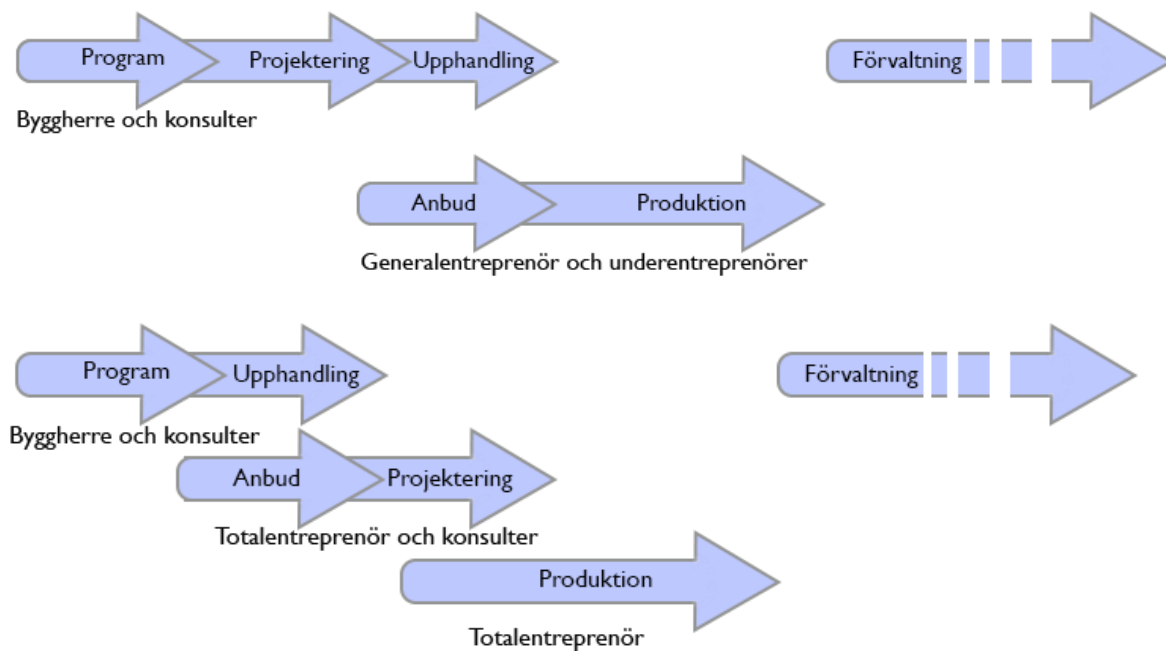 Program Projektering Upphandling Förvaltning
Byggherre och konsulter
Anbud Produktion
Generalentreprenör och underentreprenörer
Program Upphandling Förvaltning
Byggherre och konsulter
Anbud Projektering
Totalentreprenör och konsulter
Produktion
Totalentreprenör